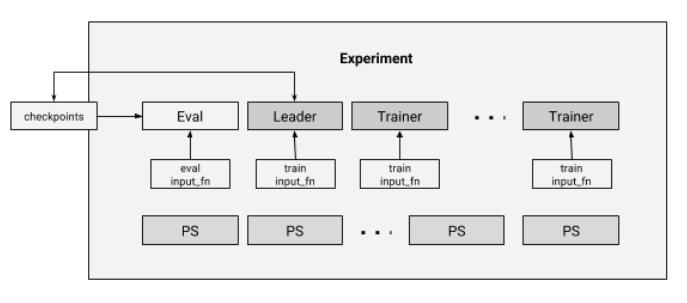 Experiment
checkpoints
Eval
Leader
Trainer
Trainer
eval
input_fn
train
input_fn
train
input_fn
train
input_fn
PS
PS
PS
PS